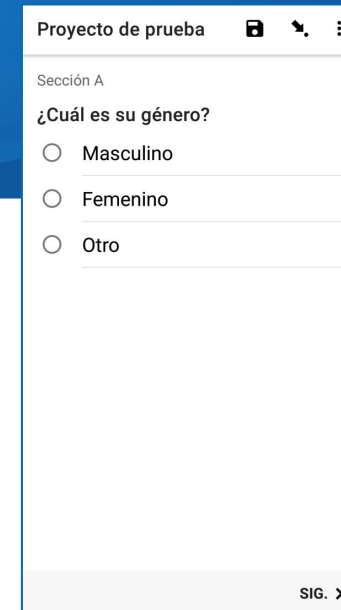 Proyecto de prueba
Sección A
¿Cuál es su género?
Masculino
Femenino
Otro
SIG.